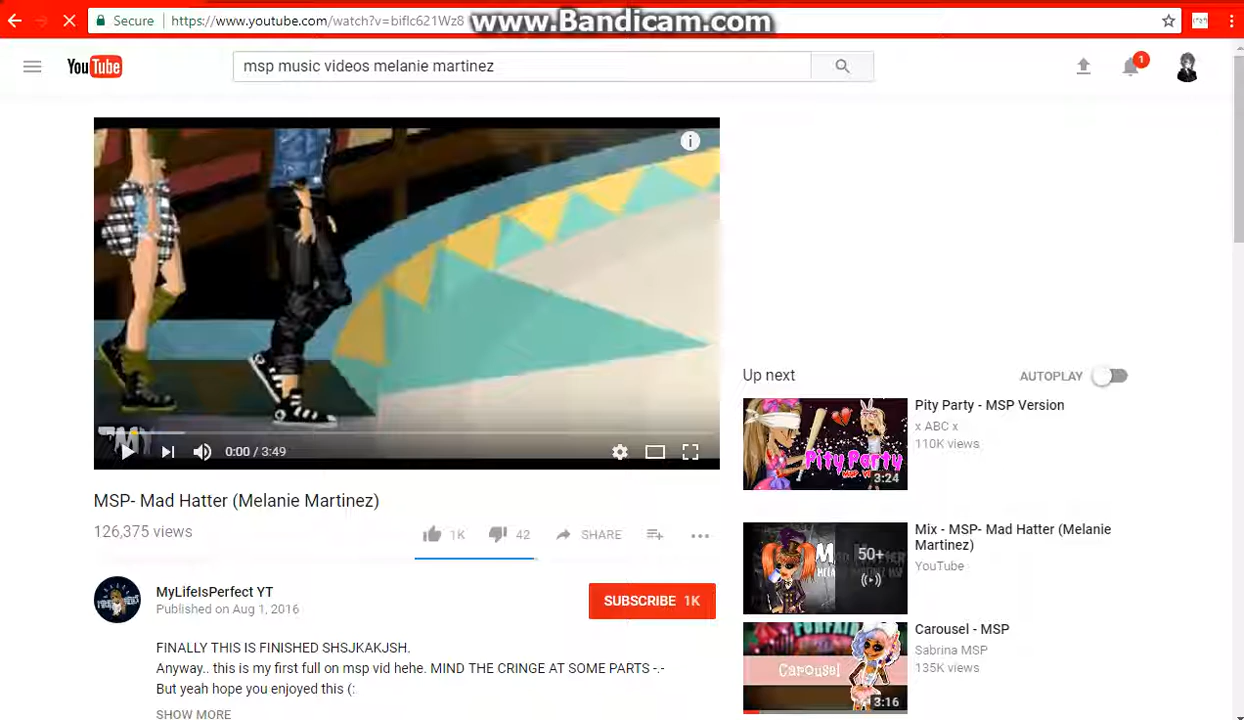 Secure https://www.youtube.com/watch?v=biflc621Wz8
www.Bandicam.com
YouTube
msp music videos melanie martinez
1
i
0:00 / 3:49
MSP- Mad Hatter (Melanie Martinez)
126,375 views
1K
42
SHARE
MyLifeIsPerfect YT
Published on Aug 1, 2016
SUBSCRIBE 1K
FINALLY THIS IS FINISHED SHSJKAKJSH.
Anyway.. this is my first full on msp vid hehe. MIND THE CRINGE AT SOME PARTS -.-
But yeah hope you enjoyed this (:
SHOW MORE
Up next
AUTOPLAY
Pity Party
3:24
Pity Party - MSP Version
x ABC x
110K views
50+
Mix - MSP- Mad Hatter (Melanie
Martinez)
YouTube
FUNFAIR
Carousel
3:16
Carousel - MSP
Sabrina MSP
135K views